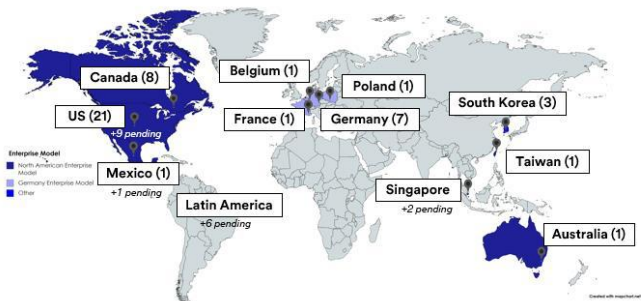 Canada (8)
US (21)
+9 pending
Mexico (1)
+1 pending
Latin America
+6 pending
Belgium (1)
Poland (1)
France (1)
Germany (7)
South Korea (3)
Taiwan (1)
Singapore
+2 pending
Australia (1)
Enterprise Model
North American Enterprise
Model
Germany Enterprise Model
Other
Created with mapchart.net